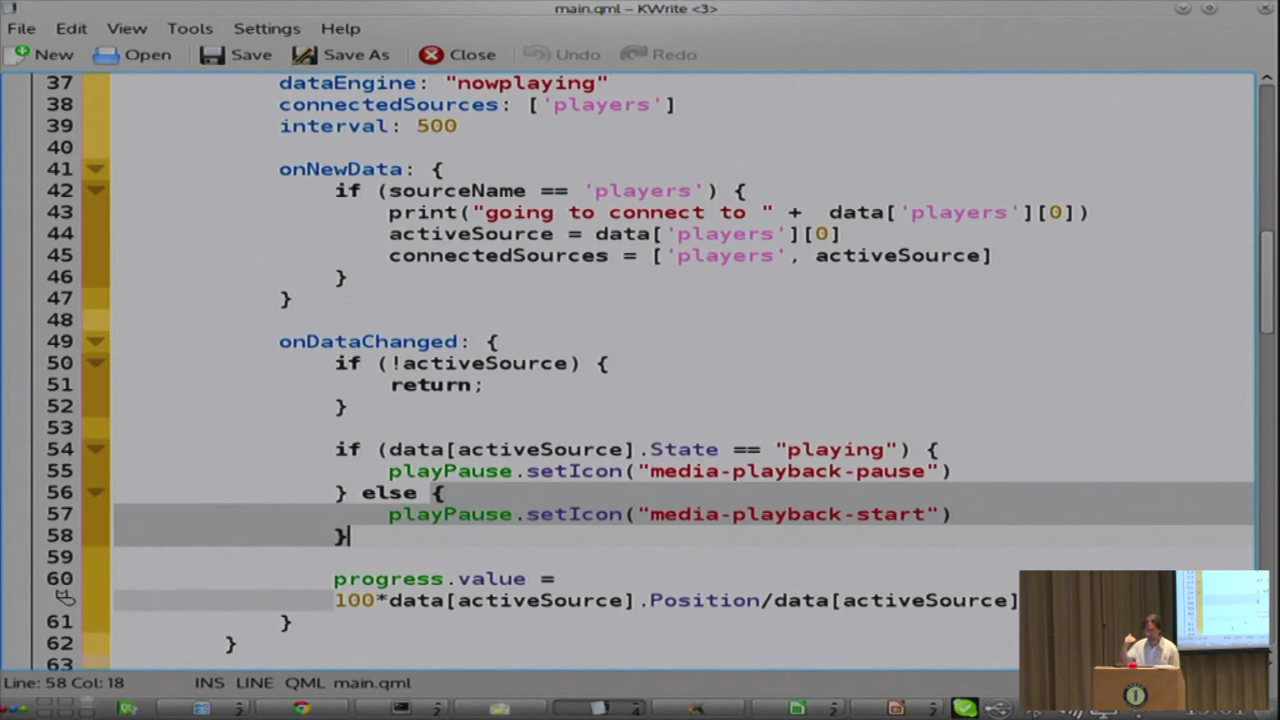 main.qml – KWrite <3>
File Edit View Tools Settings Help
New Open Save Save As Close Undo Redo
37 dataEngine: "nowplaying"
38 connectedSources: ['players']
39 interval: 500
40
41 onNewData: {
42 if (sourceName == 'players') {
43 print("going to connect to " +  data['players'][0])
44 activeSource = data['players'][0]
45 connectedSources = ['players', activeSource]
46 }
47 }
48
49 onDataChanged: {
50 if (!activeSource) {
51 return;
52 }
53
54 if (data[activeSource].State == "playing") {
55 playPause.setIcon("media-playback-pause")
56 } else {
57 playPause.setIcon("media-playback-start")
58 }
59
60 progress.value =
100*data[activeSource].Position/data[activeSource]
61 }
62 }
63
Line: 58 Col: 18 INS LINE QML main.qml